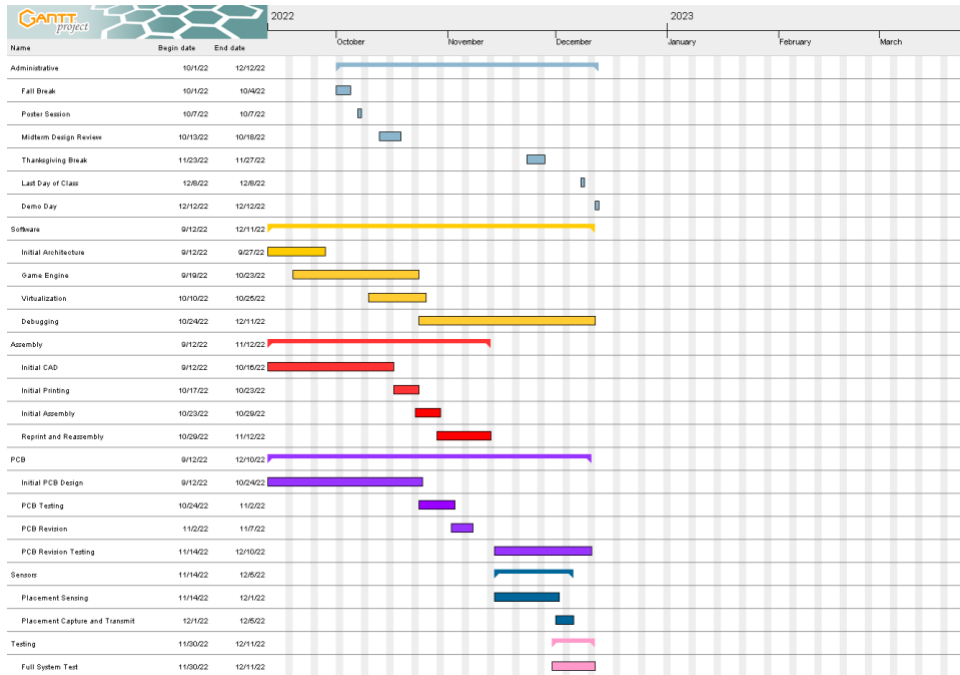 GANTT project
2022 2023
October November December January February March
Name Begin date End date
Administrative 10/1/22 12/12/22
Fall Break 10/1/22 10/4/22
Poster Session 10/7/22 10/7/22
Midterm Design Review 10/13/22 10/18/22
Thanksgiving Break 11/23/22 11/27/22
Last Day of Class 12/8/22 12/8/22
Demo Day 12/12/22 12/12/22
Software 9/12/22 12/11/22
Initial Architecture 9/12/22 9/27/22
Game Engine 9/19/22 10/23/22
Virtualization 10/10/22 10/25/22
Debugging 10/24/22 12/11/22
Assembly 9/12/22 11/12/22
Initial CAD 9/12/22 10/16/22
Initial Printing 10/17/22 10/23/22
Initial Assembly 10/23/22 10/29/22
Reprint and Reassembly 10/29/22 11/12/22
PCB 9/12/22 12/10/22
Initial PCB Design 9/12/22 10/24/22
PCB Testing 10/24/22 11/2/22
PCB Revision 11/2/22 11/7/22
PCB Revision Testing 11/14/22 12/10/22
Sensors 11/14/22 12/5/22
Placement Sensing 11/14/22 12/1/22
Placement Capture and Transmit 12/1/22 12/5/22
Testing 11/30/22 12/11/22
Full System Test 11/30/22 12/11/22